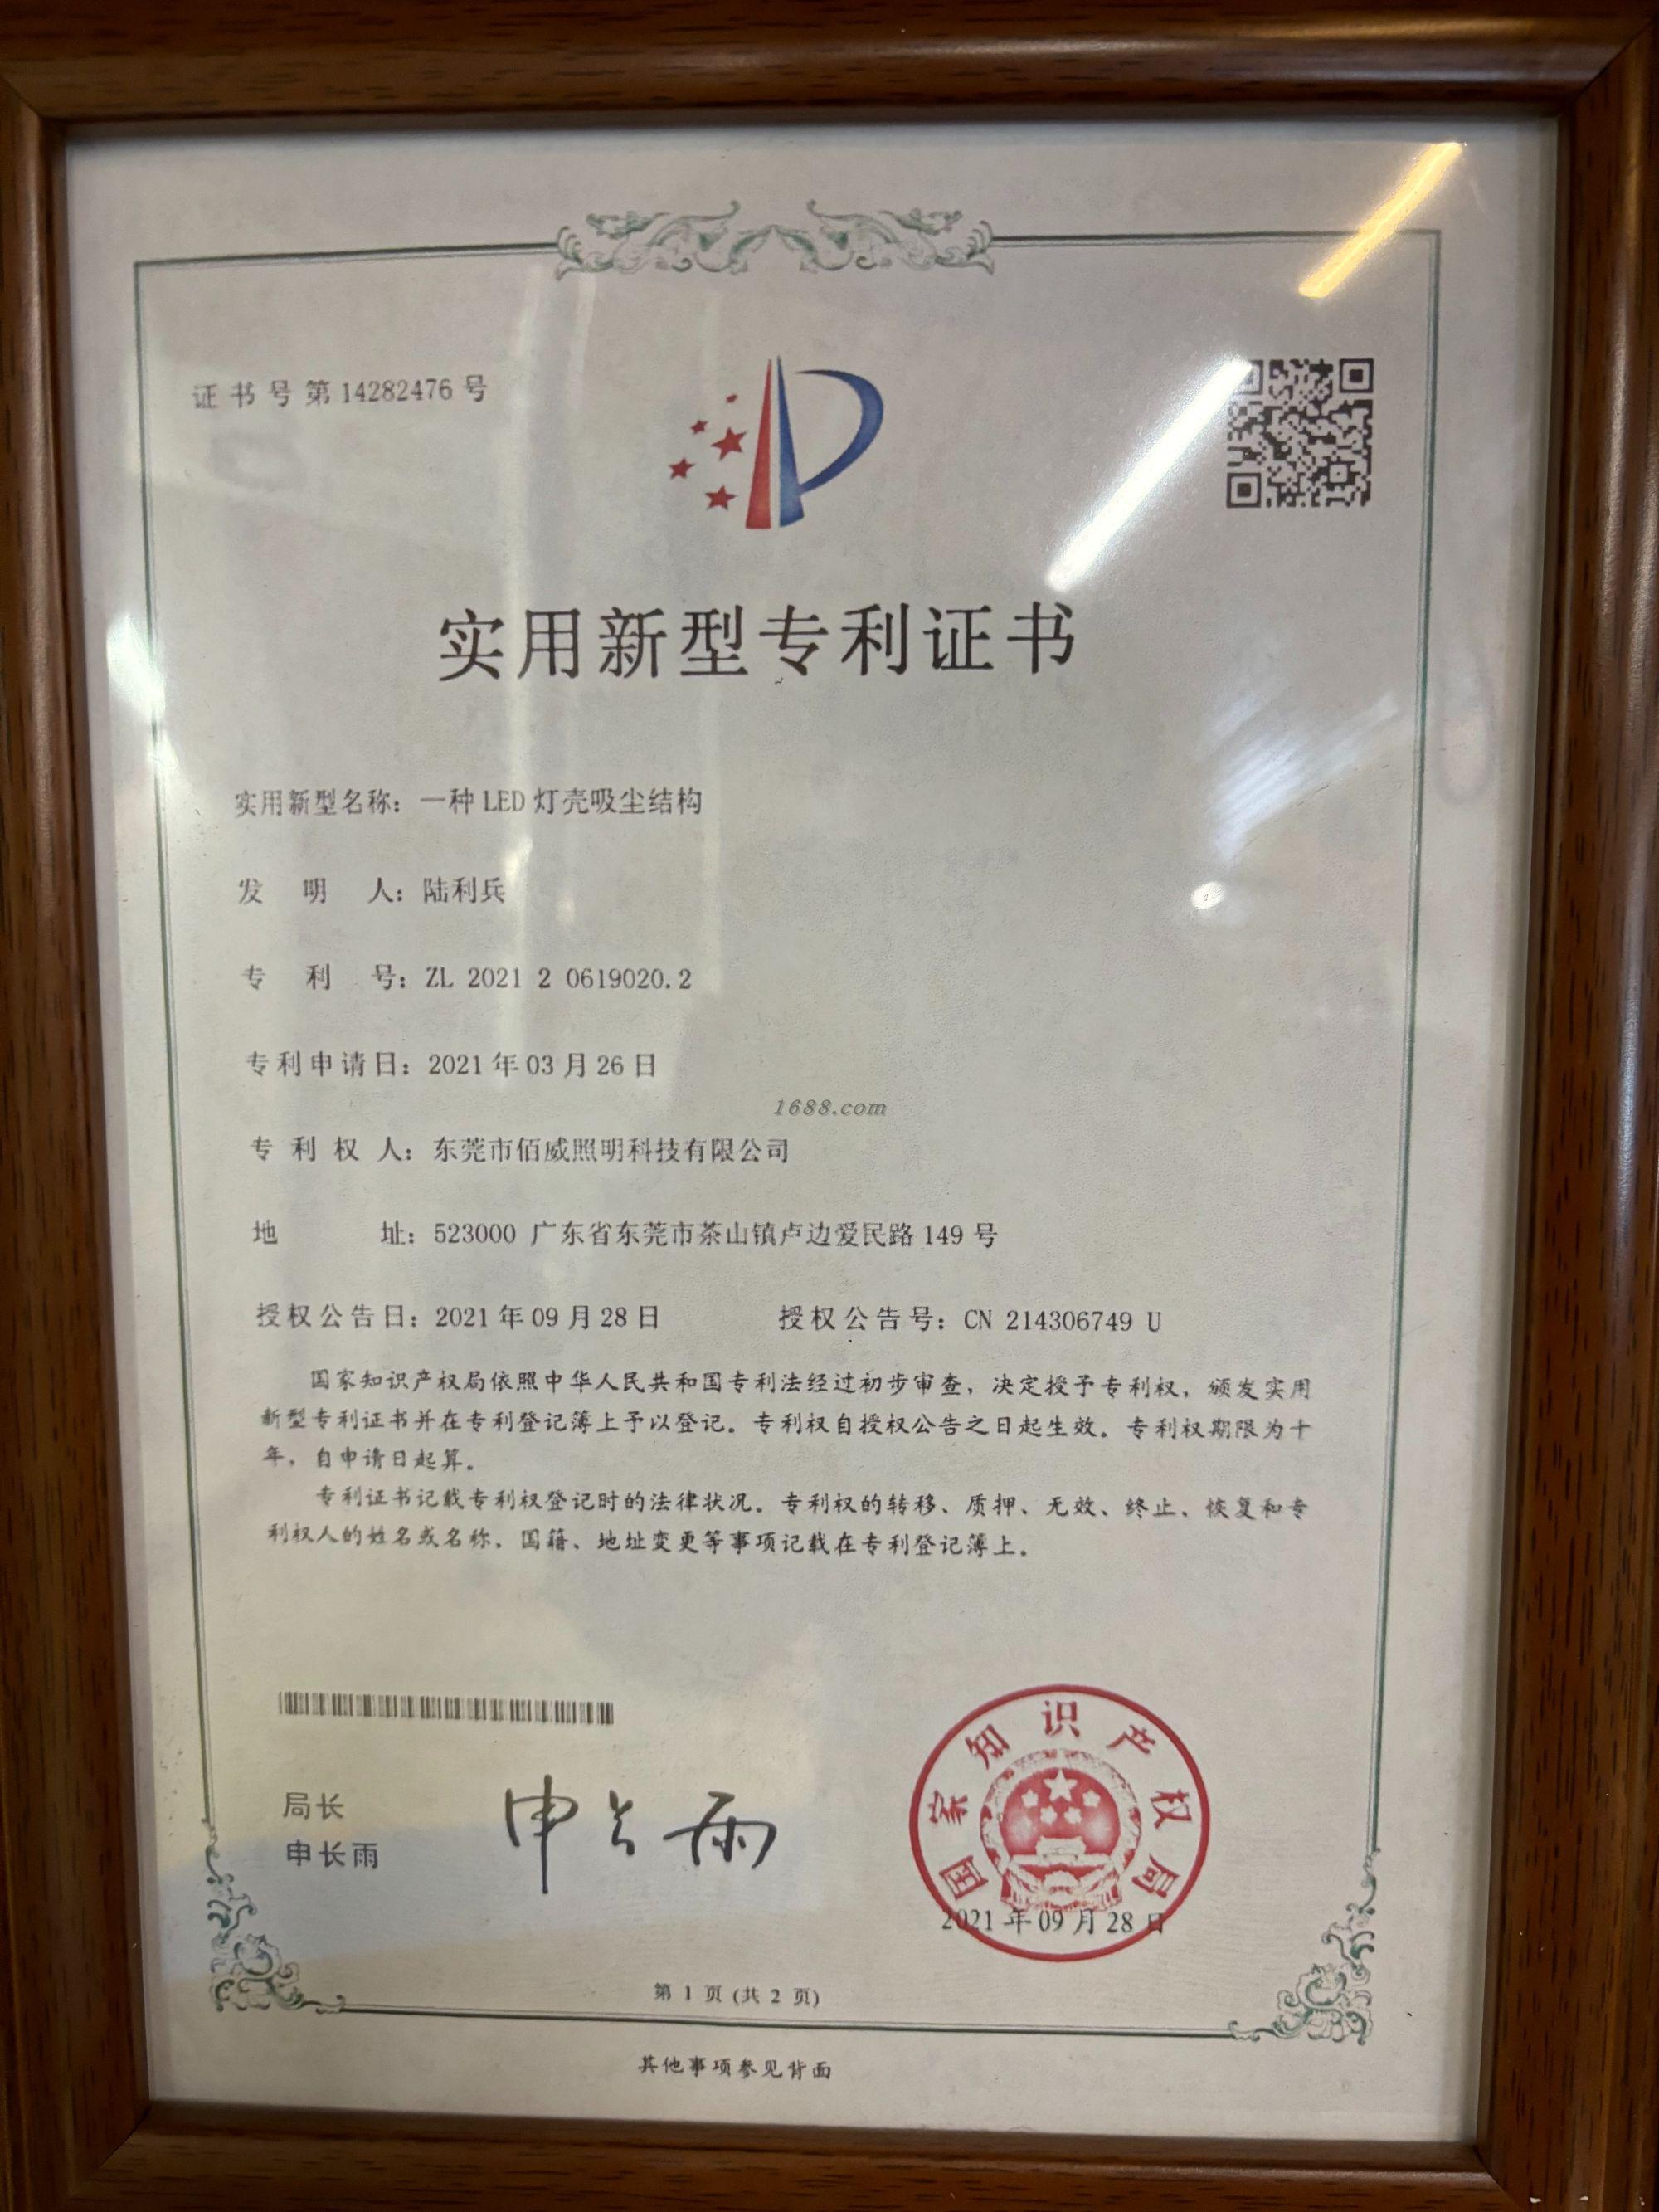 证书号第14282476号
实用新型专利证书
实用新型名称：一种LED灯壳吸尘结构
发明人：陆利兵
专利号：ZL 2021 2 0619020.2
专利申请日：2021年03月26日
1688.com
专利权人：东莞市佰威照明科技有限公司
地址：523000 广东省东莞市茶山镇卢边爱民路149号
授权公告日：2021年09月28日 授权公告号：CN 214306749 U
国家知识产权局依照中华人民共和国专利法经过初步审查，决定授予专利权，颁发实用
新型专利证书并在专利登记簿上予以登记。专利权自授权公告之日起生效。专利权期限为十
年，自申请日起算。
专利证书记载专利权登记时的法律状况。专利权的转移、质押、无效、终止、恢复和专
利权人的姓名或名称、国籍、地址变更等事项记载在专利登记簿上。
局长
申长雨
申长雨
国家知识产权局
2021年09月28日
第 1 页 (共 2 页)
其他事项参见背面